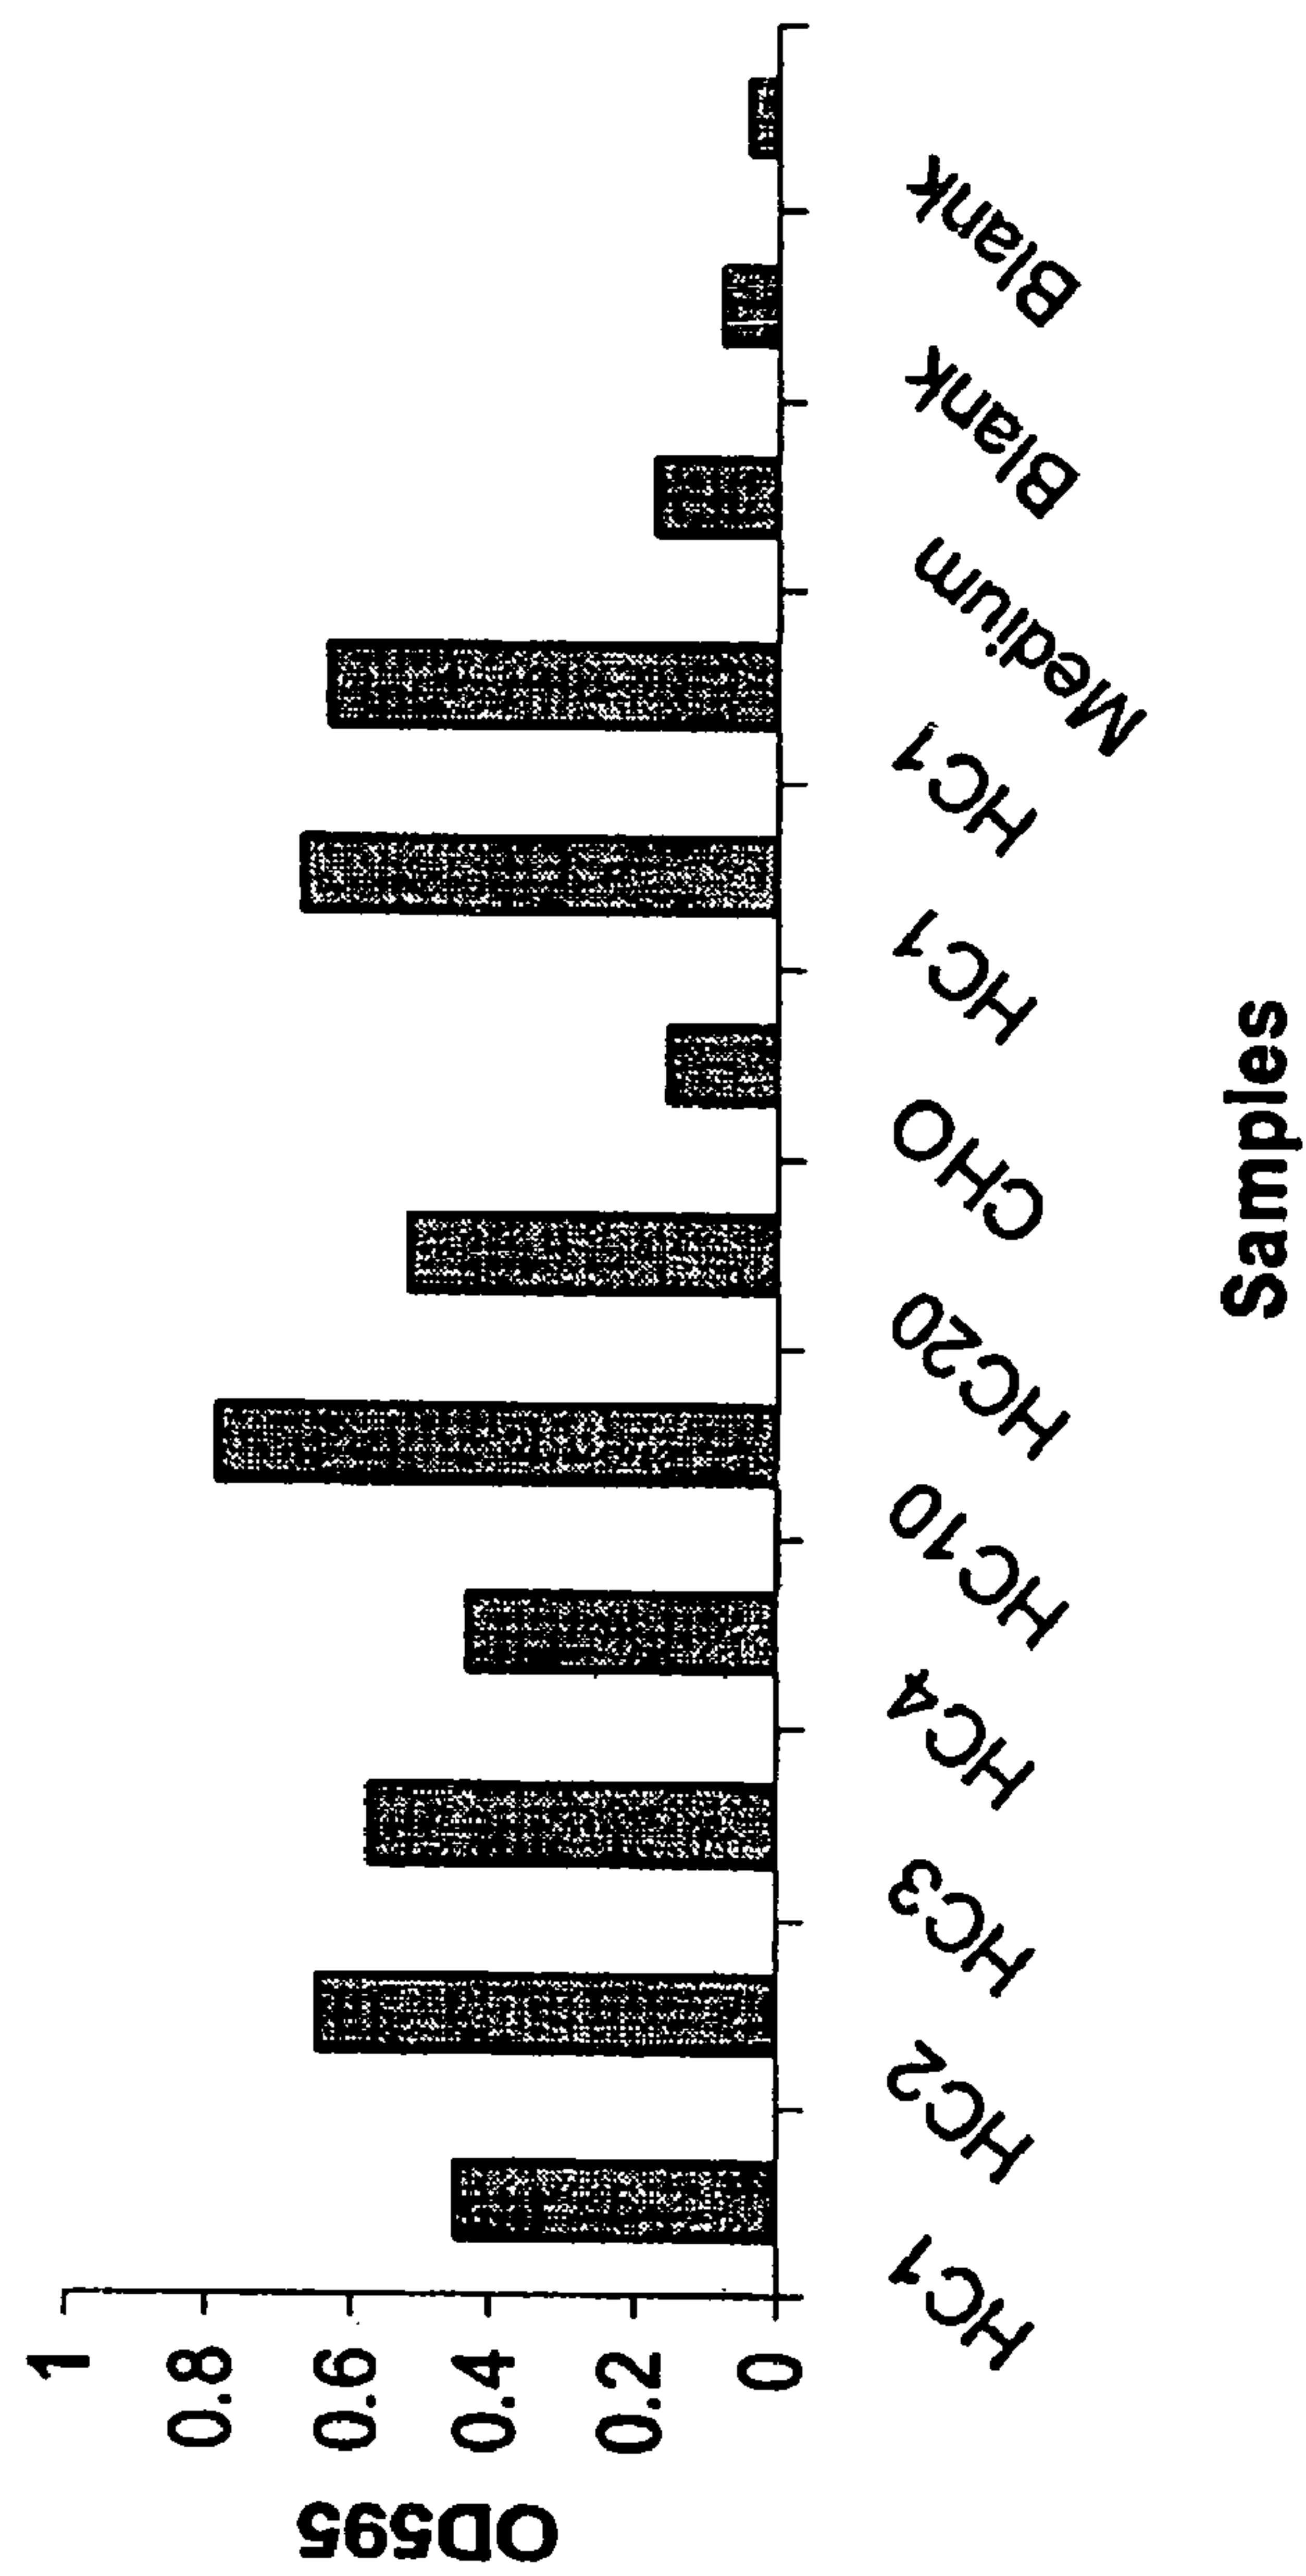 OD595
1
0.8
0.6
0.4
0.2
0
HC1
HC2
HC3
HC4
HC10
HC20
CHO
HC1
HC1
Medium
Blank
Blank
Samples